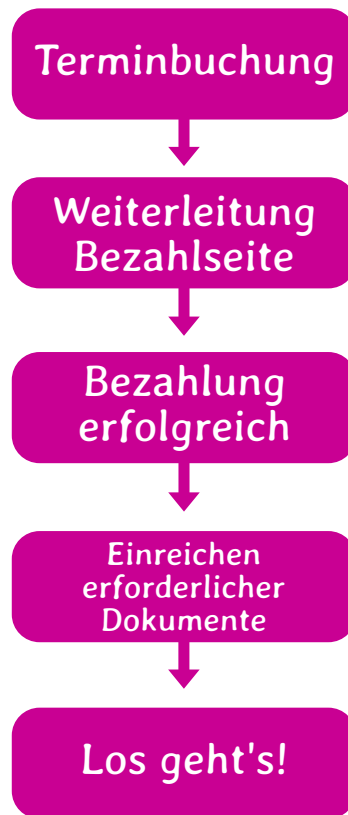 Terminbuchung
Weiterleitung
Bezahlseite
Bezahlung
erfolgreich
Einreichen
erforderlicher
Dokumente
Los geht's!